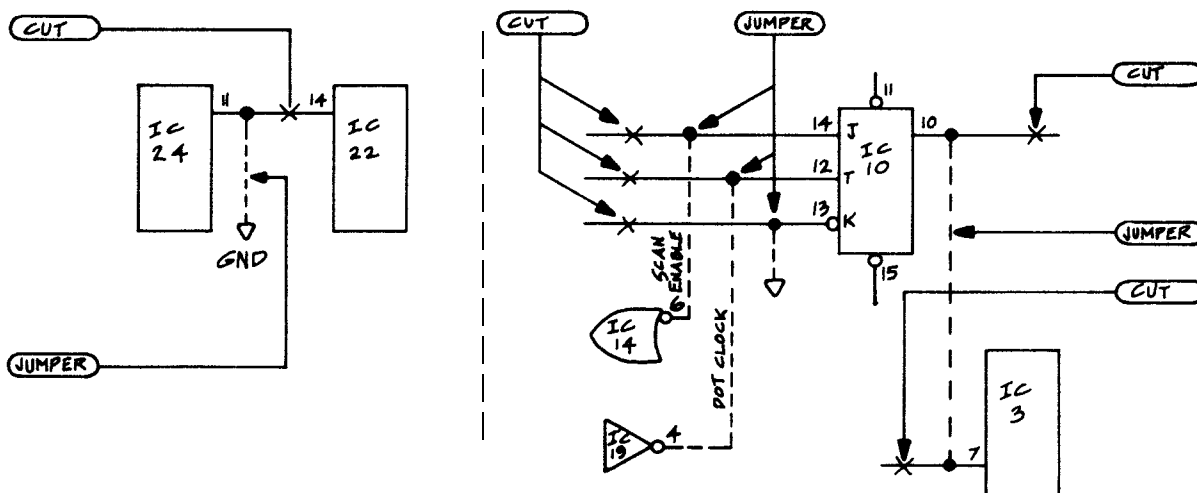 CUT
11
14
IC
24
IC
22
GND
JUMPER
CUT
JUMPER
11
CUT
14
J
10
IC
10
12
T
13
K
JUMPER
SCAN
ENABLE
15
CUT
6
IC
14
DOT CLOCK
IC
3
IC
19
4
7